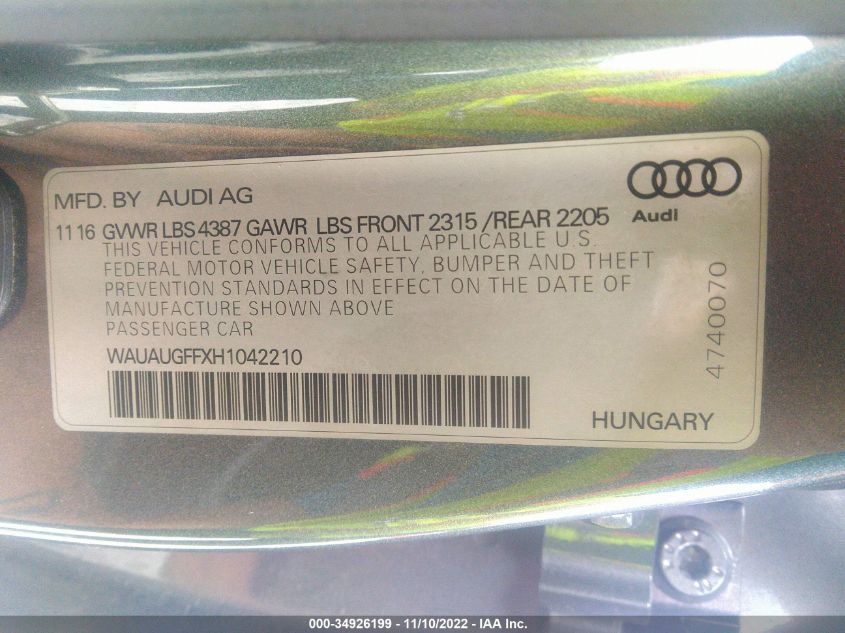 MFD. BY AUDI AG
Audi
11 16 GVWR LBS 4387 GAWR LBS FRONT 2315 /REAR 2205
THIS VEHICLE CONFORMS TO ALL APPLICABLE U.S.
FEDERAL MOTOR VEHICLE SAFETY, BUMPER AND THEFT
PREVENTION STANDARDS IN EFFECT ON THE DATE OF
MANUFACTURE SHOWN ABOVE
PASSENGER CAR
WAUAUGFFXH1042210
4740070
HUNGARY
000-34926199 - 11/10/2022 - IAA Inc.